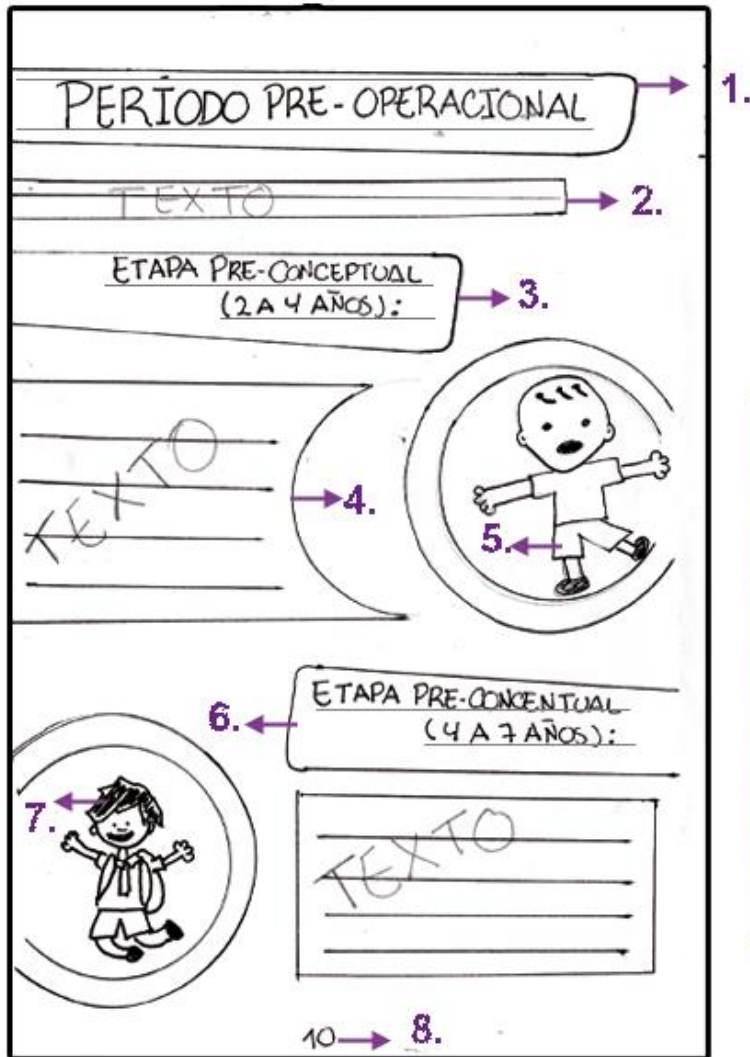 PERÍODO PRE-OPERACIONAL
1.
TEXTO
2.
ETAPA PRE-CONCEPTUAL
(2 A 4 AÑOS):
3.
TEXTO
4.
5.
ETAPA PRE-CONCENTUAL
(4 A 7 AÑOS):
6.
7.
TEXTO
10
8.